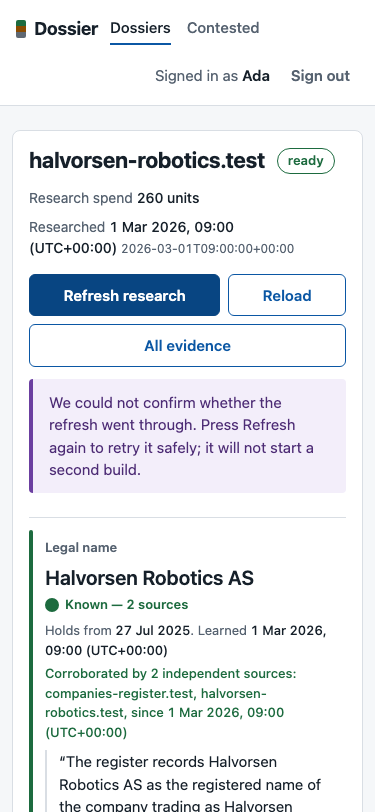 Dossier Dossiers Contested
Signed in as Ada Sign out
halvorsen-robotics.test ready
Research spend 260 units
Researched 1 Mar 2026, 09:00
(UTC+00:00) 2026-03-01T09:00:00+00:00
Refresh research Reload
All evidence
We could not confirm whether the
refresh went through. Press Refresh
again to retry it safely; it will not start a
second build.
Legal name
Halvorsen Robotics AS
Known — 2 sources
Holds from 27 Jul 2025. Learned 1 Mar 2026,
09:00 (UTC+00:00)
Corroborated by 2 independent sources:
companies-register.test, halvorsen-
robotics.test, since 1 Mar 2026, 09:00
(UTC+00:00)
“The register records Halvorsen
Robotics AS as the registered name of
the company trading as Halvorsen